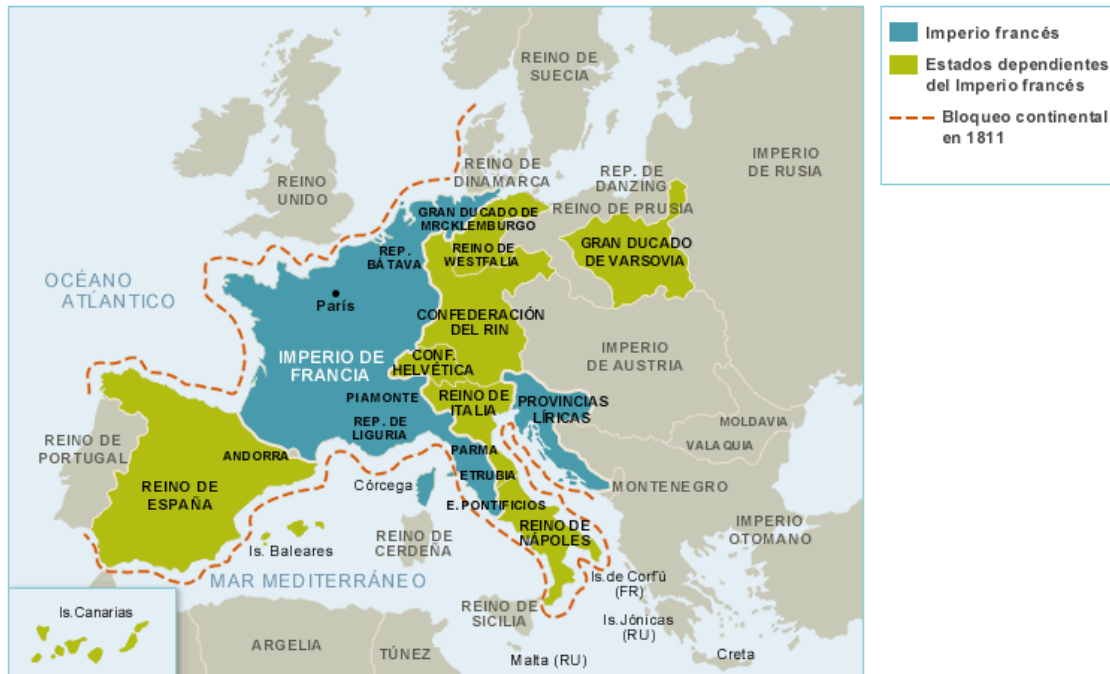 REINO DE
SUECIA
REINO
UNIDO
REINO DE
DINAMARCA
REP. DE
DANZING
IMPERIO
DE RUSIA
REINO DE PRUSIA
GRAN DUCADO DE
MRCKLEMBURGO
REP.
BÁTAVA
REINO DE
WESTFALIA
GRAN DUCADO
DE VARSOVIA
OCÉANO
ATLÁNTICO
París
CONFEDERACIÓN
DEL RIN
IMPERIO DE
FRANCIA
CONF.
HELVÉTICA
IMPERIO
DE AUSTRIA
PIAMONTE
REINO DE
ITALIA
PROVINCIAS
LÍRICAS
REP. DE
LIGURIA
MOLDAVIA
VALAQUIA
REINO DE
PORTUGAL
ANDORRA
PARMA
ETRUBIA
REINO DE
ESPAÑA
Córcega
E. PONTIFICIOS
MONTENEGRO
REINO DE
NÁPOLES
IMPERIO
OTOMANO
Is. Baleares
REINO DE
CERDEÑA
MAR MEDITERRÁNEO
Is. de Corfú
(FR)
Is. Canarias
REINO DE
SICILIA
Is. Jónicas
(RU)
ARGELIA
TÚNEZ
Malta (RU)
Creta
Imperio francés
Estados dependientes
del Imperio francés
Bloqueo continental
en 1811